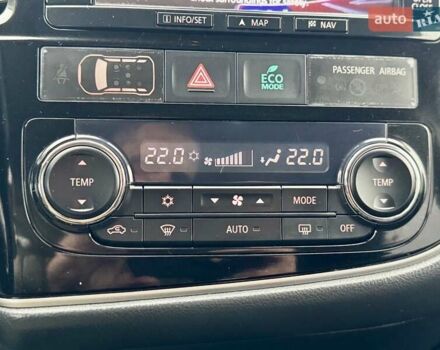 auto.RIA
INFO/SET
MAP
NAV
ECO
MODE
PASSENGER AIRBAG
22.0
22.0
TEMP
TEMP
MODE
AUTO
OFF